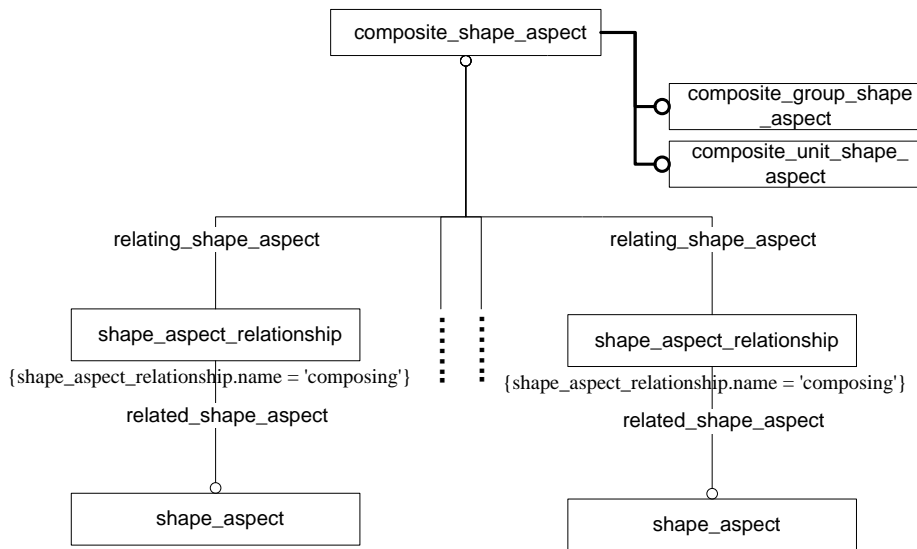 composite_shape_aspect
composite_group_shape
_aspect
composite_unit_shape_
aspect
relating_shape_aspect
relating_shape_aspect
shape_aspect_relationship
shape_aspect_relationship
{shape_aspect_relationship.name = 'composing'}
{shape_aspect_relationship.name = 'composing'}
related_shape_aspect
related_shape_aspect
shape_aspect
shape_aspect